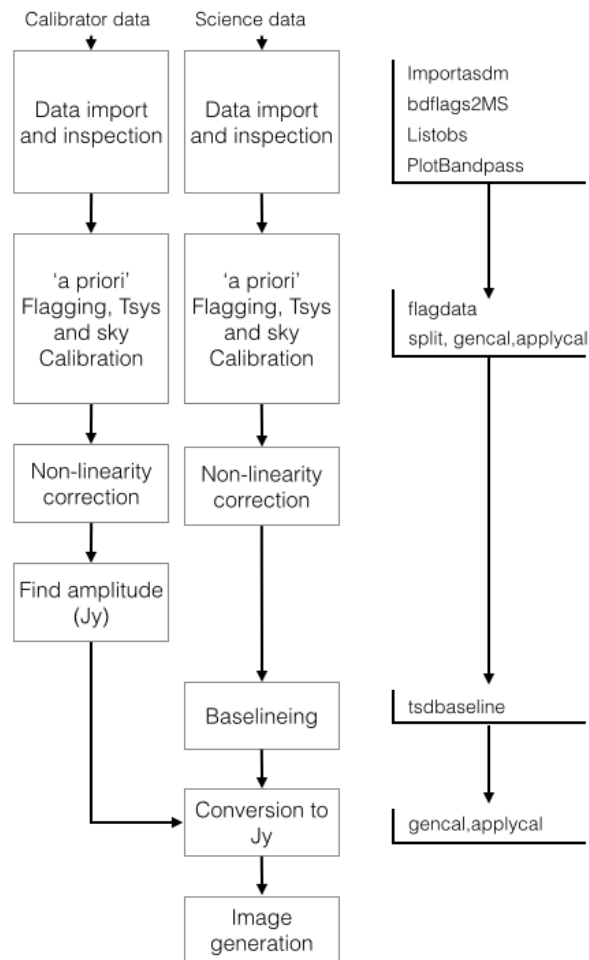 Calibrator data
Science data
Data import
and inspection
Data import
and inspection
Importasdm
bdflags2MS
Listobs
PlotBandpass
‘a priori’
Flagging, Tsys
and sky
Calibration
‘a priori’
Flagging, Tsys
and sky
Calibration
flagdata
split, gencal,applycal
Non-linearity
correction
Non-linearity
correction
Find amplitude
(Jy)
Baselineing
tsdbaseline
Conversion to
Jy
gencal,applycal
Image
generation